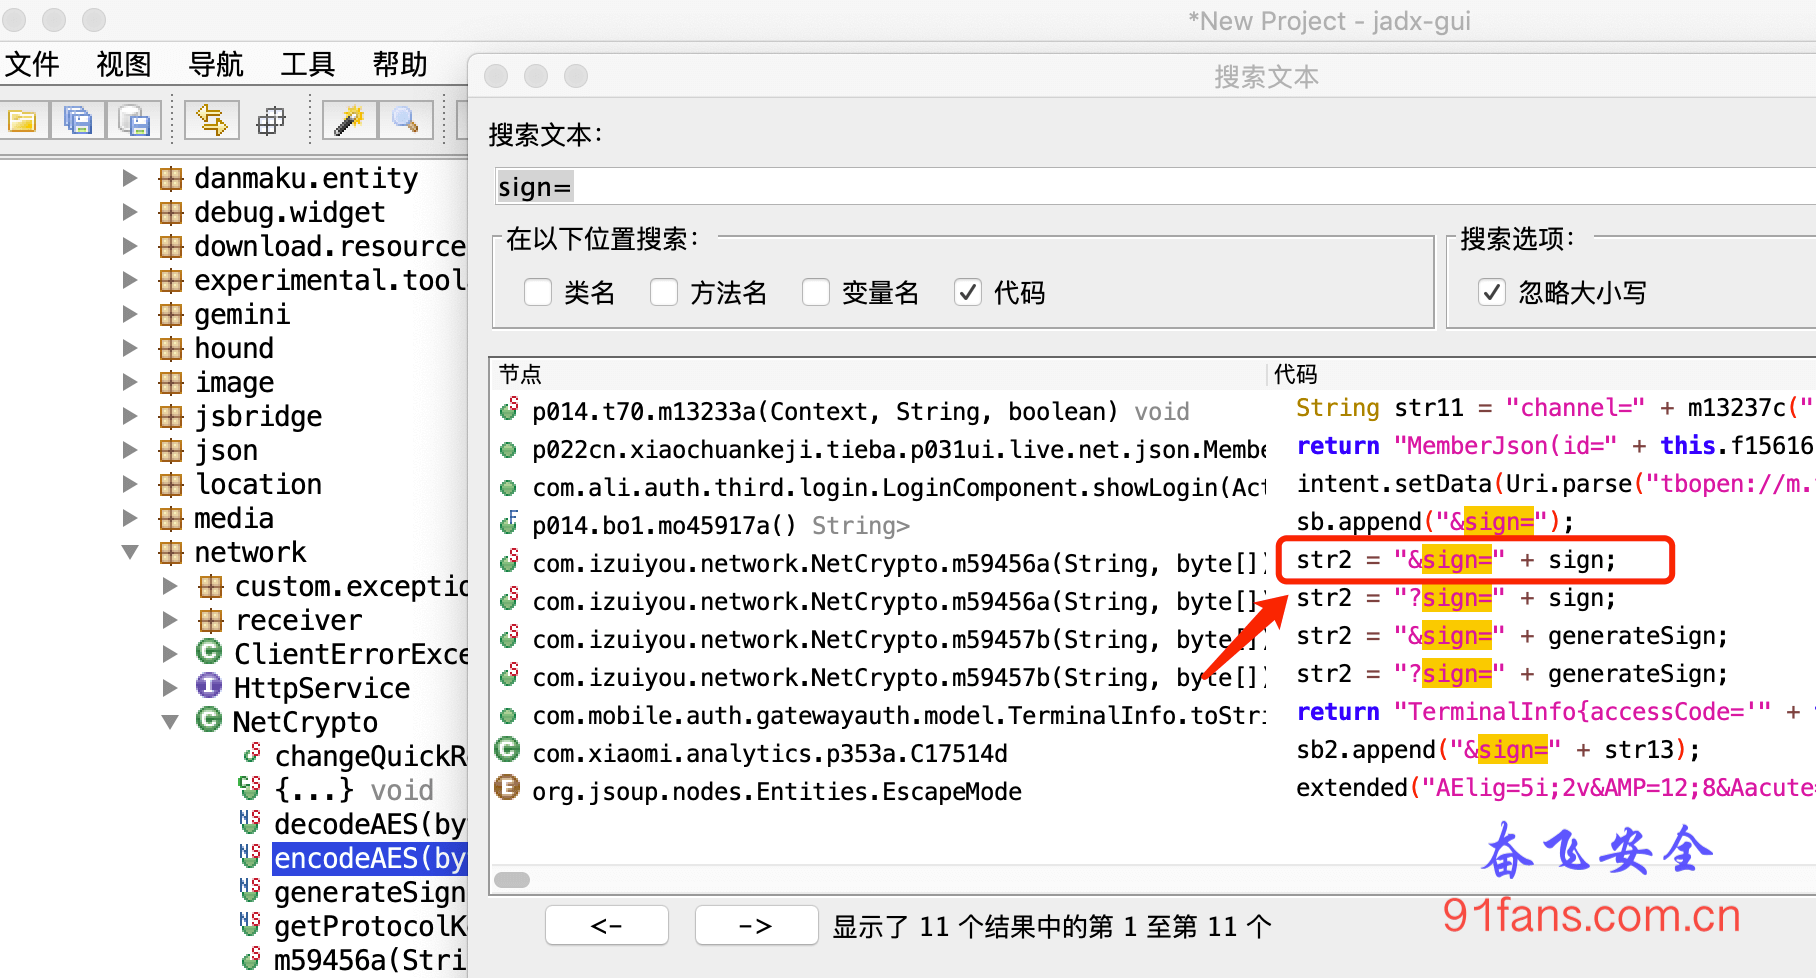 *New Project - jadx-gui
文件 视图 导航 工具 帮助
搜索文本
搜索文本:
sign=
在以下位置搜索:
类名 方法名 变量名 代码
搜索选项:
忽略大小写
节点 代码
p014.t70.m13233a(Context, String, boolean) void String str11 = "channel=" + m13237c("
p022cn.xiaochuankeji.tieba.p031ui.live.net.json.Membe return "MemberJson(id=" + this.f15616
com.ali.auth.third.login.LoginComponent.showLogin(Act intent.setData(Uri.parse("tbopen://m.
p014.bo1.mo45917a() String> sb.append("&sign=");
com.izuiyou.network.NetCrypto.m59456a(String, byte[]) str2 = "&sign=" + sign;
com.izuiyou.network.NetCrypto.m59456a(String, byte[]) str2 = "?sign=" + sign;
com.izuiyou.network.NetCrypto.m59457b(String, byte[]) str2 = "&sign=" + generateSign;
com.izuiyou.network.NetCrypto.m59457b(String, byte[]) str2 = "?sign=" + generateSign;
com.mobile.auth.gatewayauth.model.TerminalInfo.toStri return "TerminalInfo{accessCode='" +
com.xiaomi.analytics.p353a.C17514d sb2.append("&sign=" + str13);
org.jsoup.nodes.Entities.EscapeMode extended("AElig=5i;2v&AMP=12;8&Aacute=
<- -> 显示了 11 个结果中的第 1 至第 11 个
danmaku.entity
debug.widget
download.resource
experimental.tool
gemini
hound
image
jsbridge
json
location
media
network
custom.exceptio
receiver
ClientErrorExce
HttpService
NetCrypto
changeQuickR
{...} void
decodeAES(by
encodeAES(by
generateSign
getProtocolK
m59456a(Stri
奋飞安全
91fans.com.cn